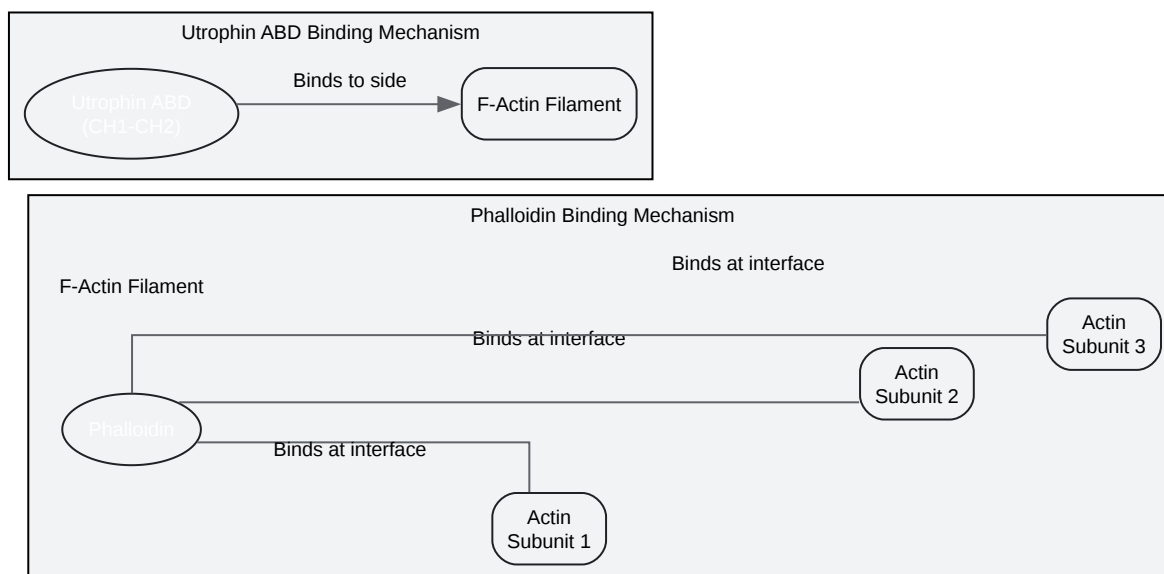 Utrophin ABD Binding Mechanism
Binds to side
Utrophin ABD
(CH1-CH2)
F-Actin Filament
Phalloidin Binding Mechanism
Binds at interface
F-Actin Filament
Actin
Subunit 3
Binds at interface
Actin
Subunit 2
Phalloidin
Binds at interface
Actin
Subunit 1